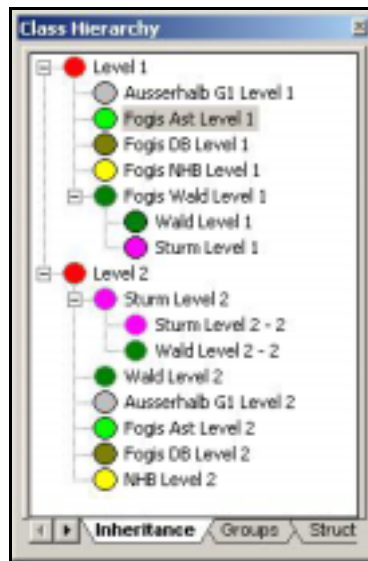 Class Hierarchy
Level 1
Ausserhalb G1 Level 1
Fogis Ast Level 1
Fogis DB Level 1
Fogis NHB Level 1
Fogis Wald Level 1
Wald Level 1
Sturm Level 1
Level 2
Sturm Level 2
Sturm Level 2 - 2
Wald Level 2 - 2
Wald Level 2
Ausserhalb G1 Level 2
Fogis Ast Level 2
Fogis DB Level 2
NHB Level 2
Inheritance Groups Struct